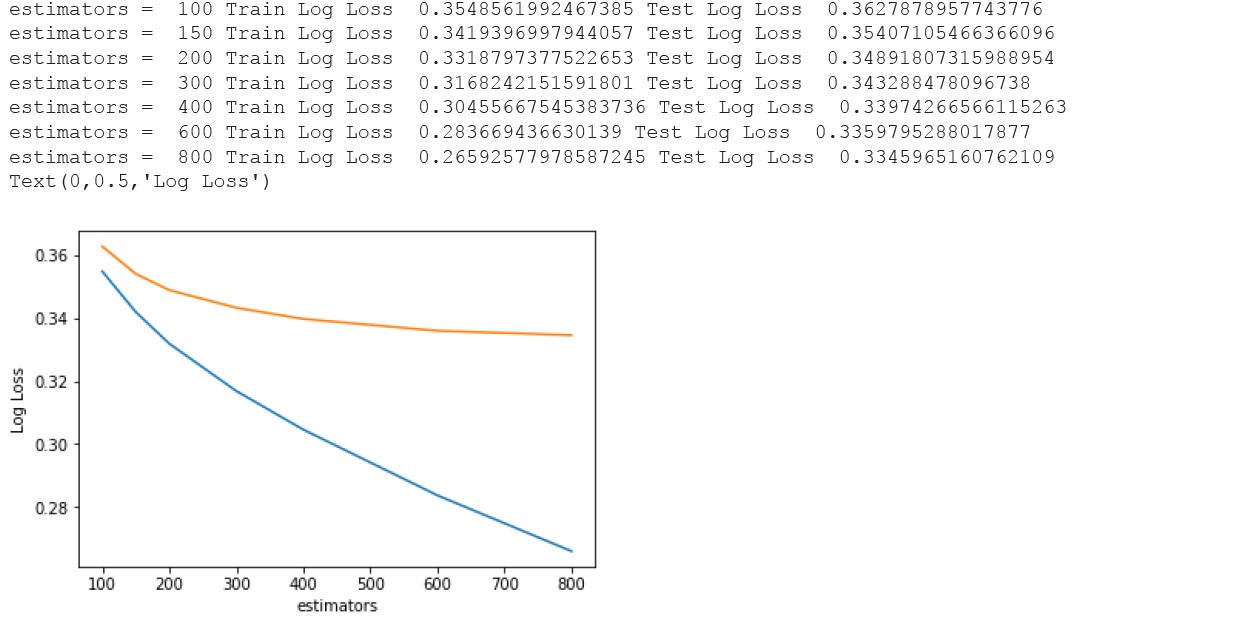 estimators =  100 Train Log Loss  0.3548561992467385 Test Log Loss  0.3627878957743776
estimators =  150 Train Log Loss  0.3419396997944057 Test Log Loss  0.35407105466366096
estimators =  200 Train Log Loss  0.3318797377522653 Test Log Loss  0.34891807315988954
estimators =  300 Train Log Loss  0.3168242151591801 Test Log Loss  0.343288478096738
estimators =  400 Train Log Loss  0.30455667545383736 Test Log Loss  0.33974266566115263
estimators =  600 Train Log Loss  0.283669436630139 Test Log Loss  0.3359795288017877
estimators =  800 Train Log Loss  0.26592577978587245 Test Log Loss  0.3345965160762109
Text(0,0.5,'Log Loss')
0.36
0.34
0.32
0.30
0.28
Log Loss
100 200 300 400 500 600 700 800
estimators